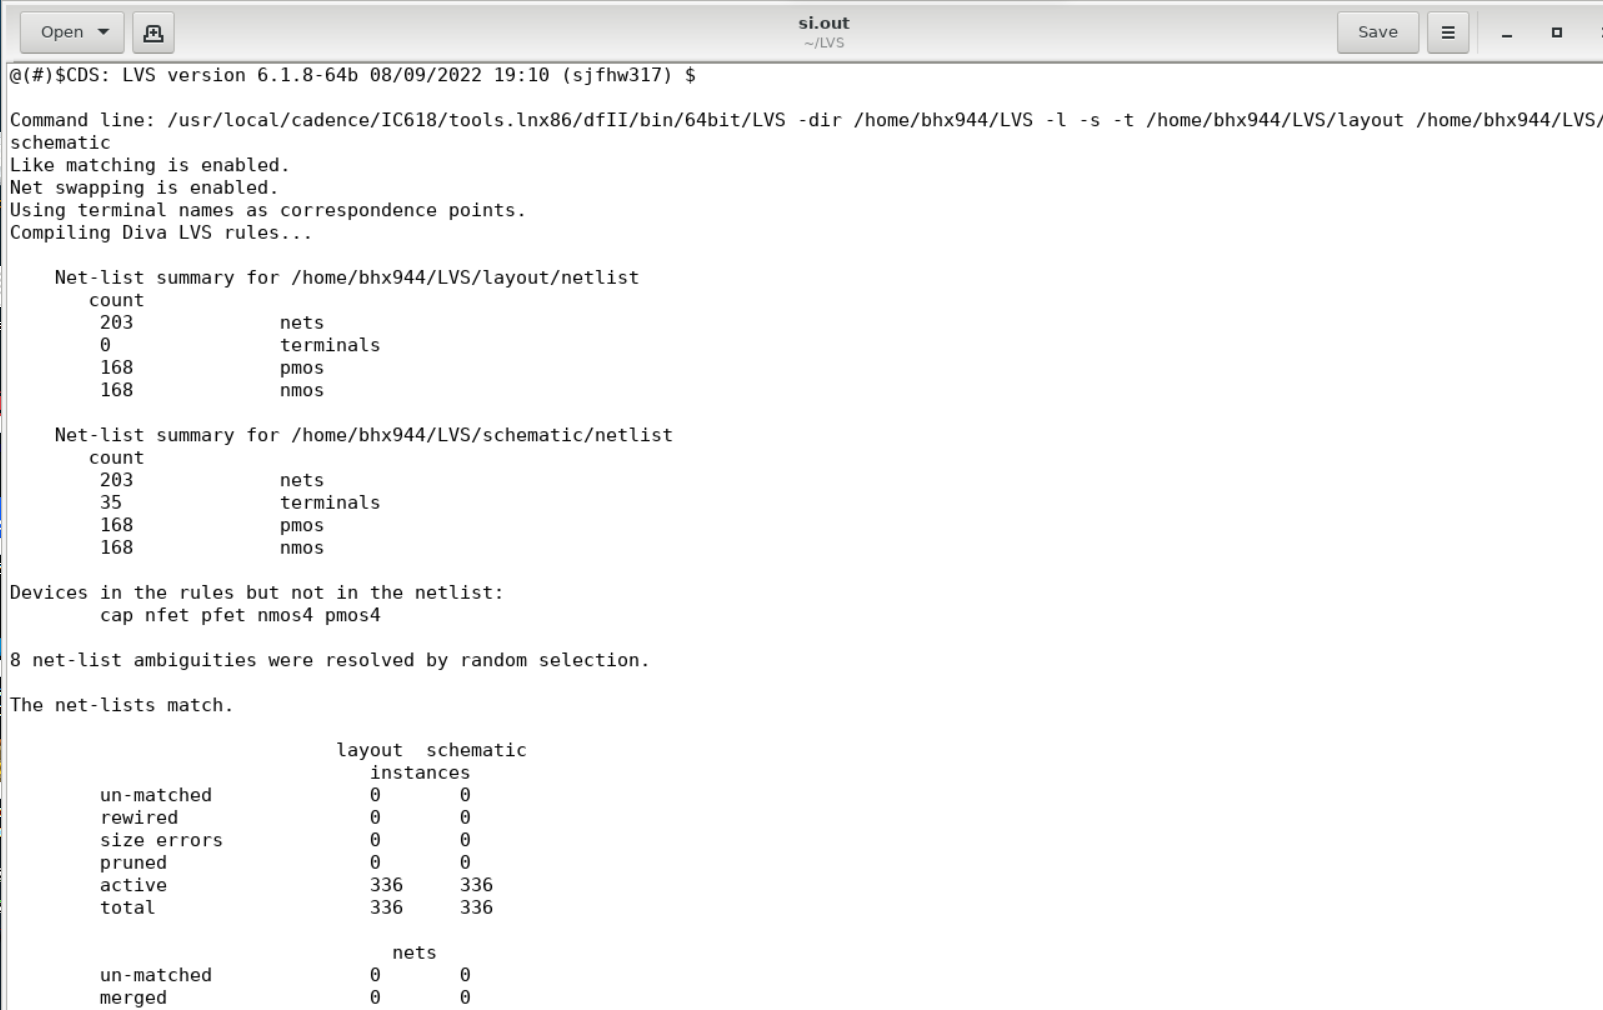 Open
si.out
~/LVS
Save
@(#)$CDS: LVS version 6.1.8-64b 08/09/2022 19:10 (sjfhw317) $
Command line: /usr/local/cadence/IC618/tools.lnx86/dfII/bin/64bit/LVS -dir /home/bhx944/LVS -l -s -t /home/bhx944/LVS/layout /home/bhx944/LVS/
schematic
Like matching is enabled.
Net swapping is enabled.
Using terminal names as correspondence points.
Compiling Diva LVS rules...
Net-list summary for /home/bhx944/LVS/layout/netlist
count
203 nets
0 terminals
168 pmos
168 nmos
Net-list summary for /home/bhx944/LVS/schematic/netlist
count
203 nets
35 terminals
168 pmos
168 nmos
Devices in the rules but not in the netlist:
cap nfet pfet nmos4 pmos4
8 net-list ambiguities were resolved by random selection.
The net-lists match.
layout schematic
instances
un-matched 0 0
rewired 0 0
size errors 0 0
pruned 0 0
active 336 336
total 336 336
nets
un-matched 0 0
merged 0 0